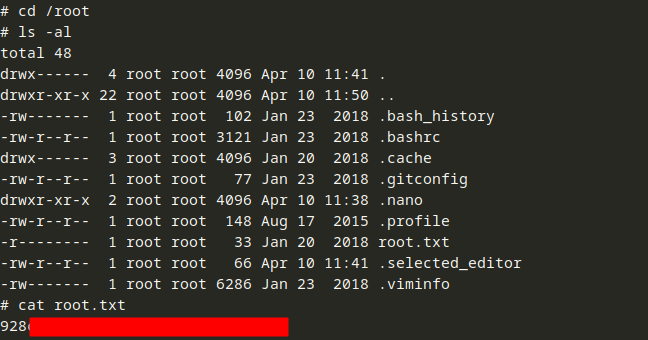 # cd /root
# ls -al
total 48
drwx------  4 root root 4096 Apr 10 11:41 .
drwxr-xr-x 22 root root 4096 Apr 10 11:50 ..
-rw-------  1 root root  102 Jan 23  2018 .bash_history
-rw-r--r--  1 root root 3121 Jan 23  2018 .bashrc
drwx------  3 root root 4096 Jan 20  2018 .cache
-rw-r--r--  1 root root   77 Jan 23  2018 .gitconfig
drwxr-xr-x  2 root root 4096 Apr 10 11:38 .nano
-rw-r--r--  1 root root  148 Aug 17  2015 .profile
-r--------  1 root root   33 Jan 20  2018 root.txt
-rw-r--r--  1 root root   66 Apr 10 11:41 .selected_editor
-rw-r--r--  1 root root 6286 Jan 23  2018 .viminfo
# cat root.txt
928